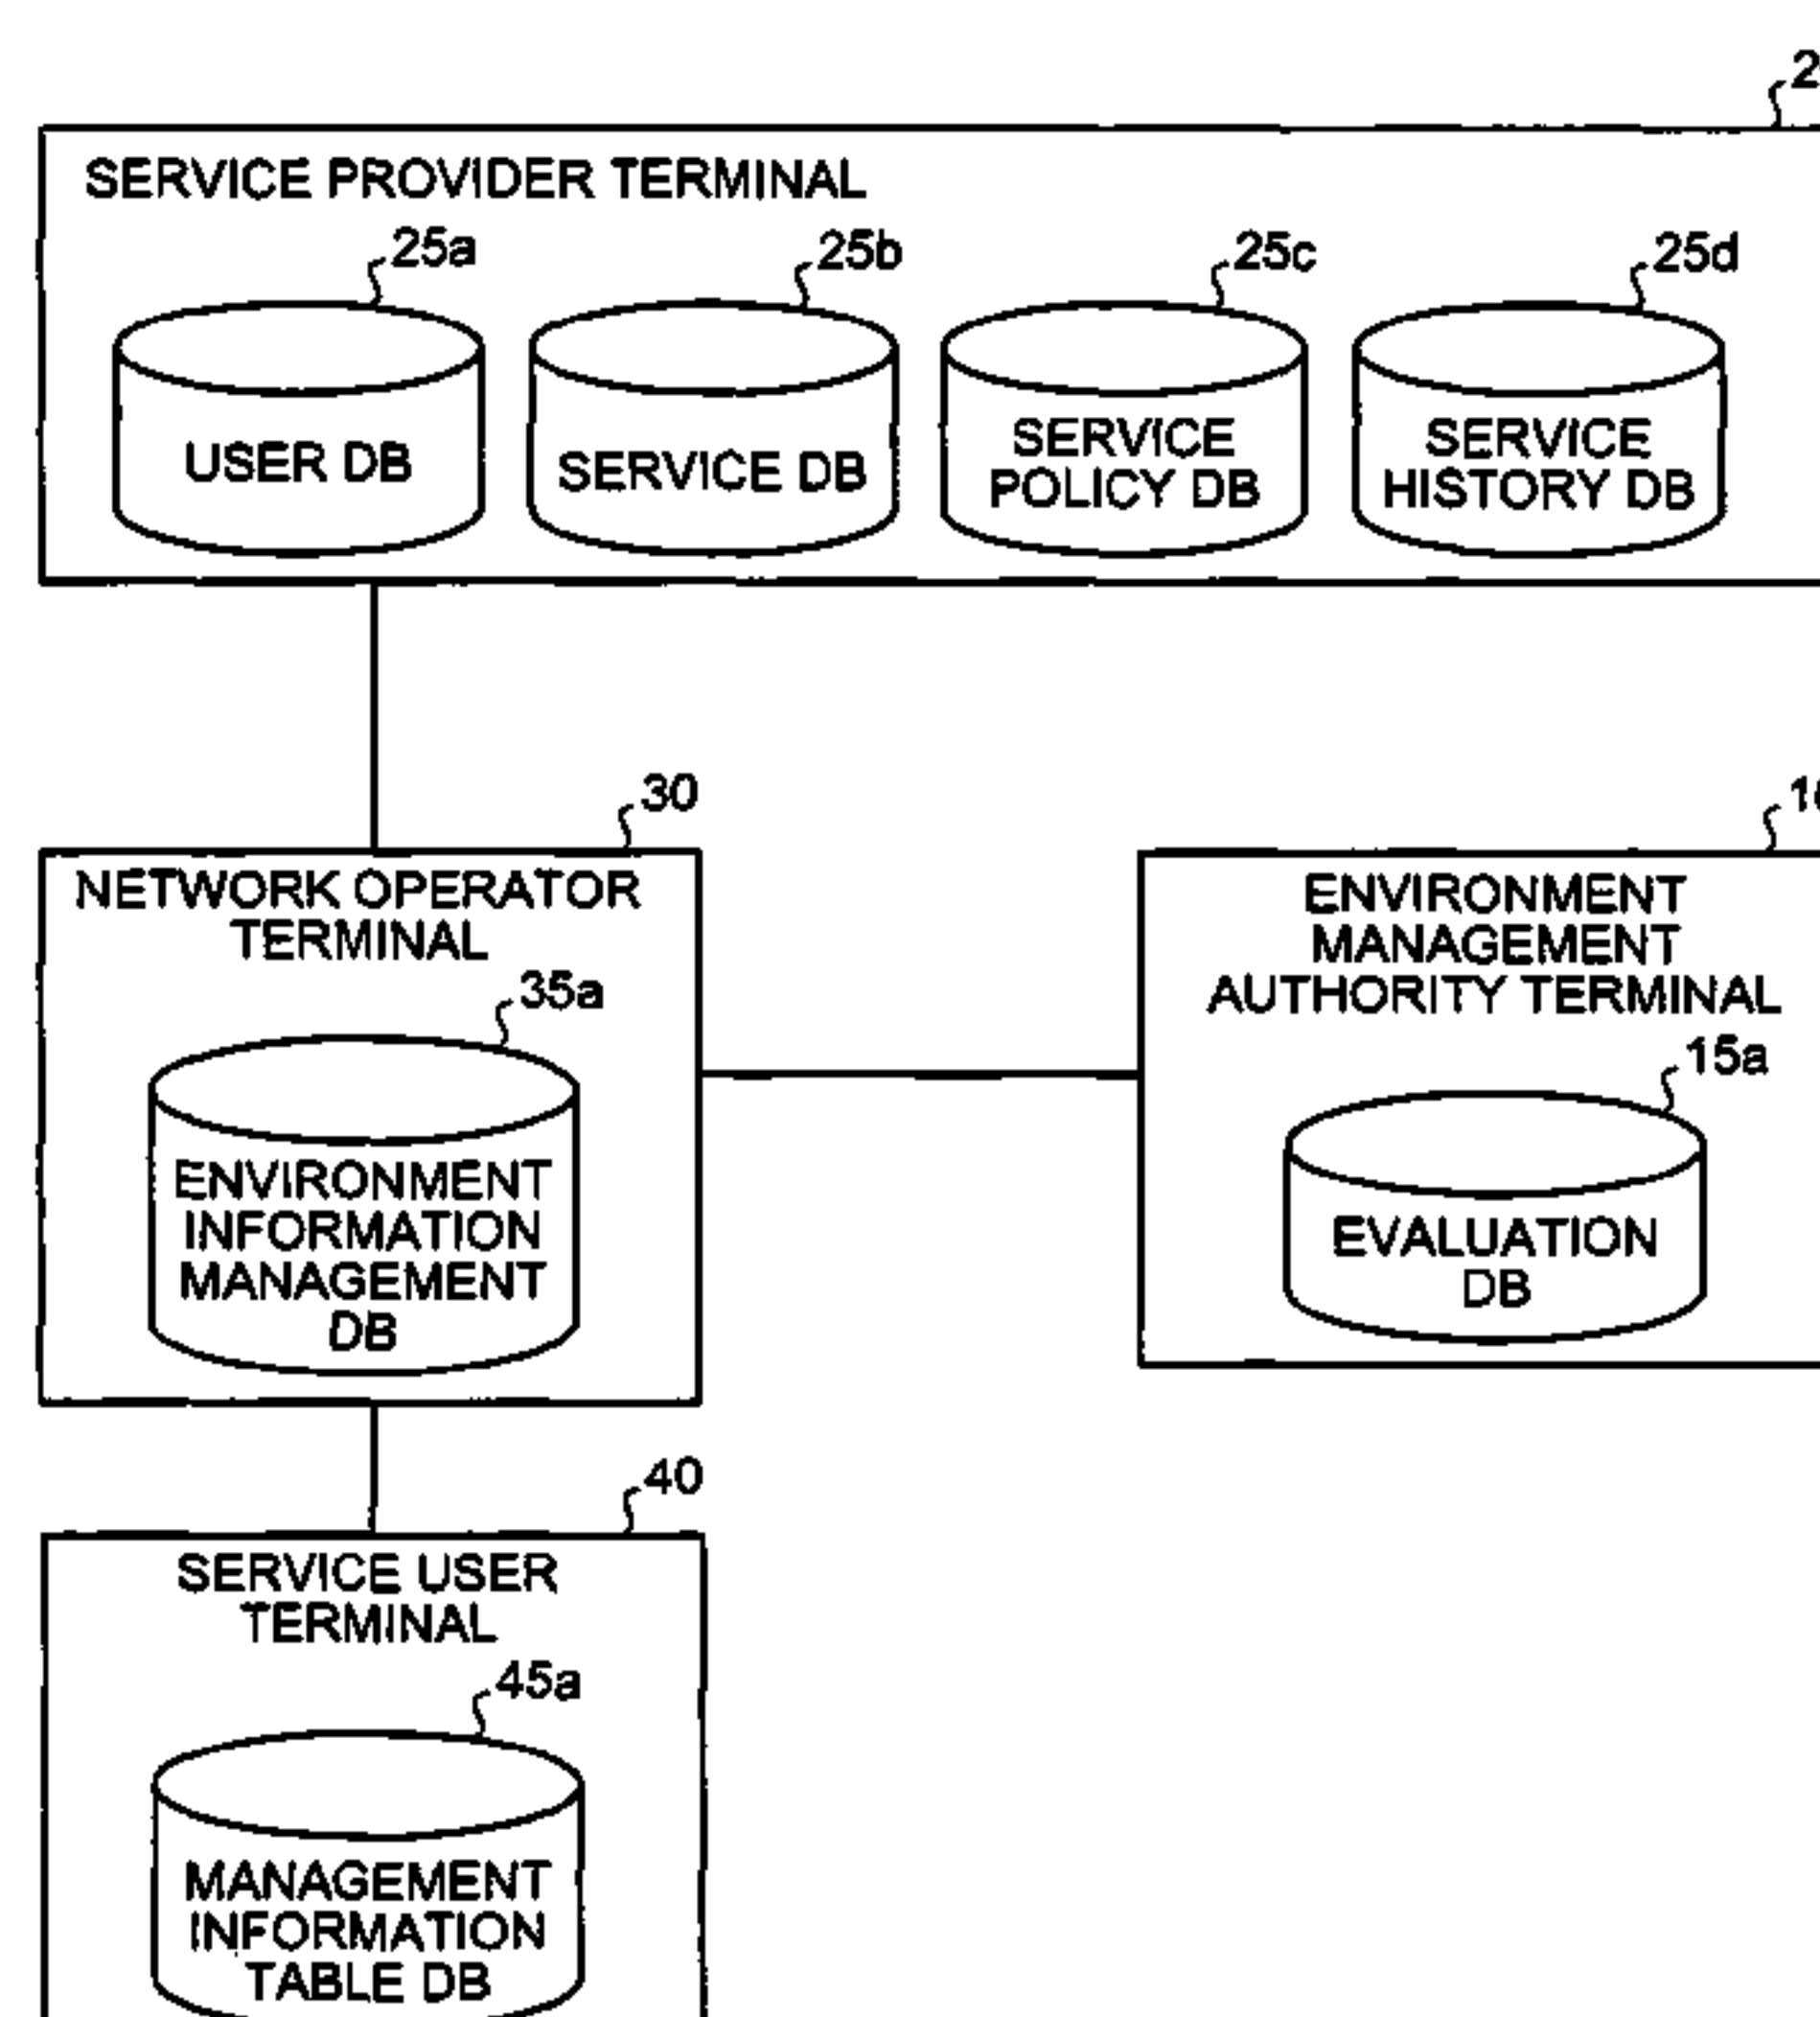 SERVICE PROVIDER TERMINAL
25a
25b
25c
25d
USER DB
SERVICE DB
SERVICE
POLICY DB
SERVICE
HISTORY DB
30
NETWORK OPERATOR
TERMINAL
35a
ENVIRONMENT
INFORMATION
MANAGEMENT
DB
ENVIRONMENT
MANAGEMENT
AUTHORITY TERMINAL
15a
EVALUATION
DB
40
SERVICE USER
TERMINAL
45a
MANAGEMENT
INFORMATION
TABLE DB